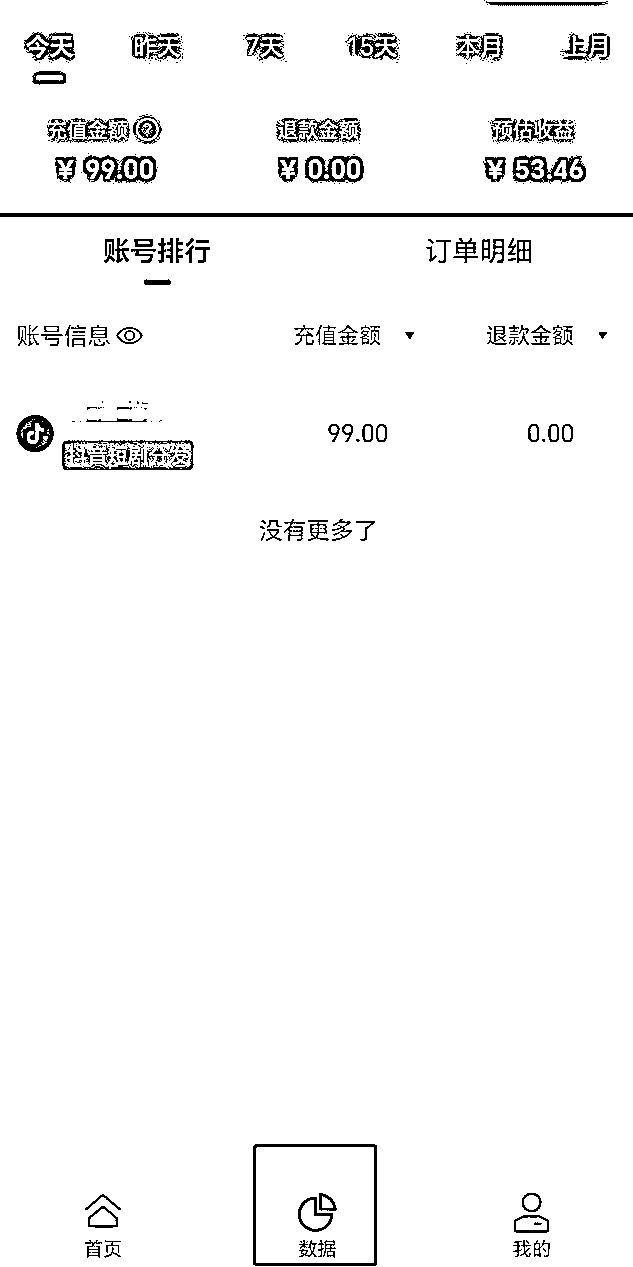 今天 昨天 7天 15天 本月 上月
充值金额 退款金额 预估收益
¥ 99.00 ¥ 0.00 ¥ 53.46
账号排行 订单明细
账号信息 充值金额 退款金额
99.00 0.00
抖音短剧分发
没有更多了
首页 数据 我的